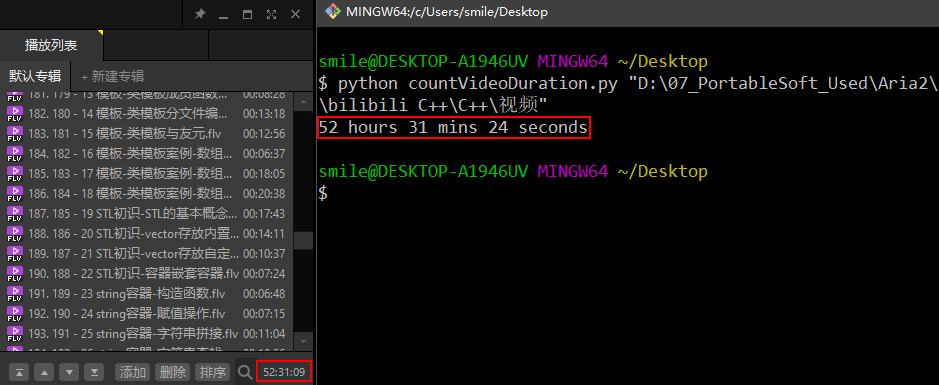 播放列表
默认专辑 + 新建专辑
181. 179 - 13 模板-类模板成员函数... 00:08:28
182. 180 - 14 模板-类模板分文件编... 00:13:18
183. 181 - 15 模板-类模板与友元.flv 00:12:56
184. 182 - 16 模板-类模板案例-数组... 00:06:37
185. 183 - 17 模板-类模板案例-数组... 00:18:05
186. 184 - 18 模板-类模板案例-数组... 00:20:38
187. 185 - 19 STL初识-STL的基本概念... 00:17:43
188. 186 - 20 STL初识-vector存放内置... 00:14:11
189. 187 - 21 STL初识-vector存放自定... 00:10:37
190. 188 - 22 STL初识-容器嵌套容器.flv 00:07:24
191. 189 - 23 string容器-构造函数.flv 00:06:48
192. 190 - 24 string容器-赋值操作.flv 00:07:15
193. 191 - 25 string容器-字符串拼接.flv 00:11:04
添加 删除 排序 52:31:09
MINGW64:/c/Users/smile/Desktop
smile@DESKTOP-A1946UV MINGW64 ~/Desktop
$ python countVideoDuration.py "D:\07_PortableSoft_Used\Aria2\
\bilibili C++\C++\视频"
52 hours 31 mins 24 seconds
smile@DESKTOP-A1946UV MINGW64 ~/Desktop
$